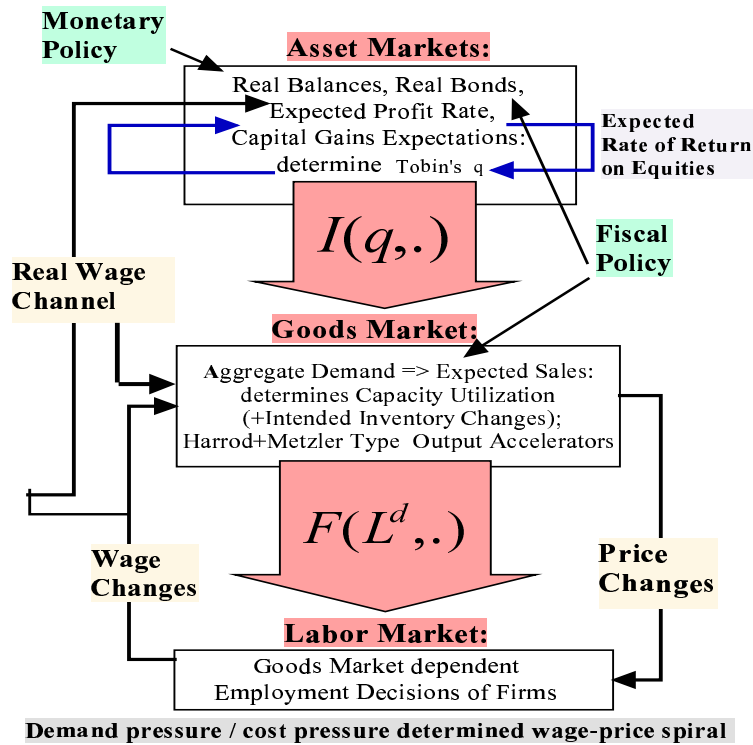 Monetary
Policy
Asset Markets:
Real Balances, Real Bonds,
Expected Profit Rate,
Capital Gains Expectations:
determine Tobin's q
Expected
Rate of Return
on Equities
I(q,.)
Fiscal
Policy
Real Wage
Channel
Goods Market:
Aggregate Demand => Expected Sales:
determines Capacity Utilization
(+Intended Inventory Changes);
Harrod+Metzler Type Output Accelerators
F(L^d,.)
Wage
Changes
Price
Changes
Labor Market:
Goods Market dependent
Employment Decisions of Firms
Demand pressure / cost pressure determined wage-price spiral